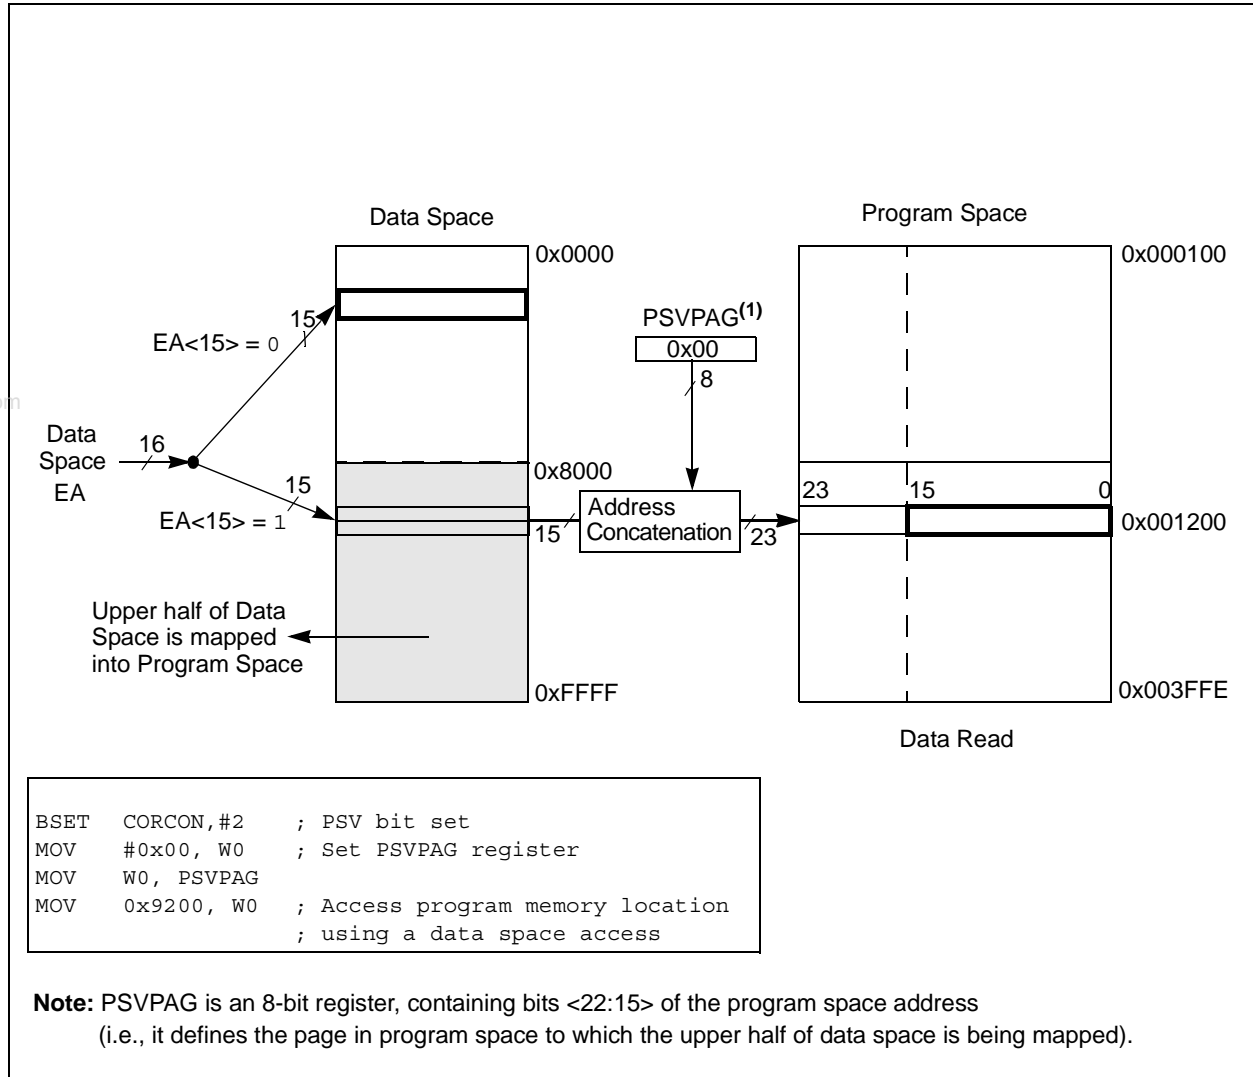 Data Space
Program Space
0x0000
0x000100
15
PSVPAG(1)
EA<15> = 0
0x00
8
om
Data
Space
EA
16
0x8000
15
23 15 0
EA<15> = 1
15
Address
Concatenation
23
0x001200
Upper half of Data
Space is mapped
into Program Space
0xFFFF
0x003FFE
Data Read
BSET CORCON,#2 ; PSV bit set
MOV #0x00, W0 ; Set PSVPAG register
MOV W0, PSVPAG
MOV 0x9200, W0 ; Access program memory location
; using a data space access
Note: PSVPAG is an 8-bit register, containing bits <22:15> of the program space address
(i.e., it defines the page in program space to which the upper half of data space is being mapped).